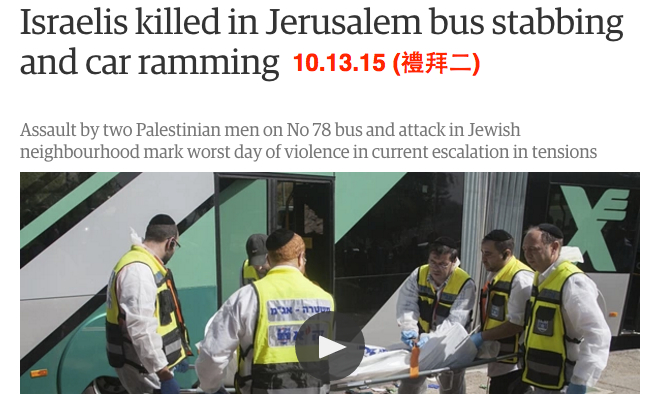 Israelis killed in Jerusalem bus stabbing
and car ramming 10.13.15 (禮拜二)
Assault by two Palestinian men on No 78 bus and attack in Jewish
neighbourhood mark worst day of violence in current escalation in tensions
משטרה - אג"מ